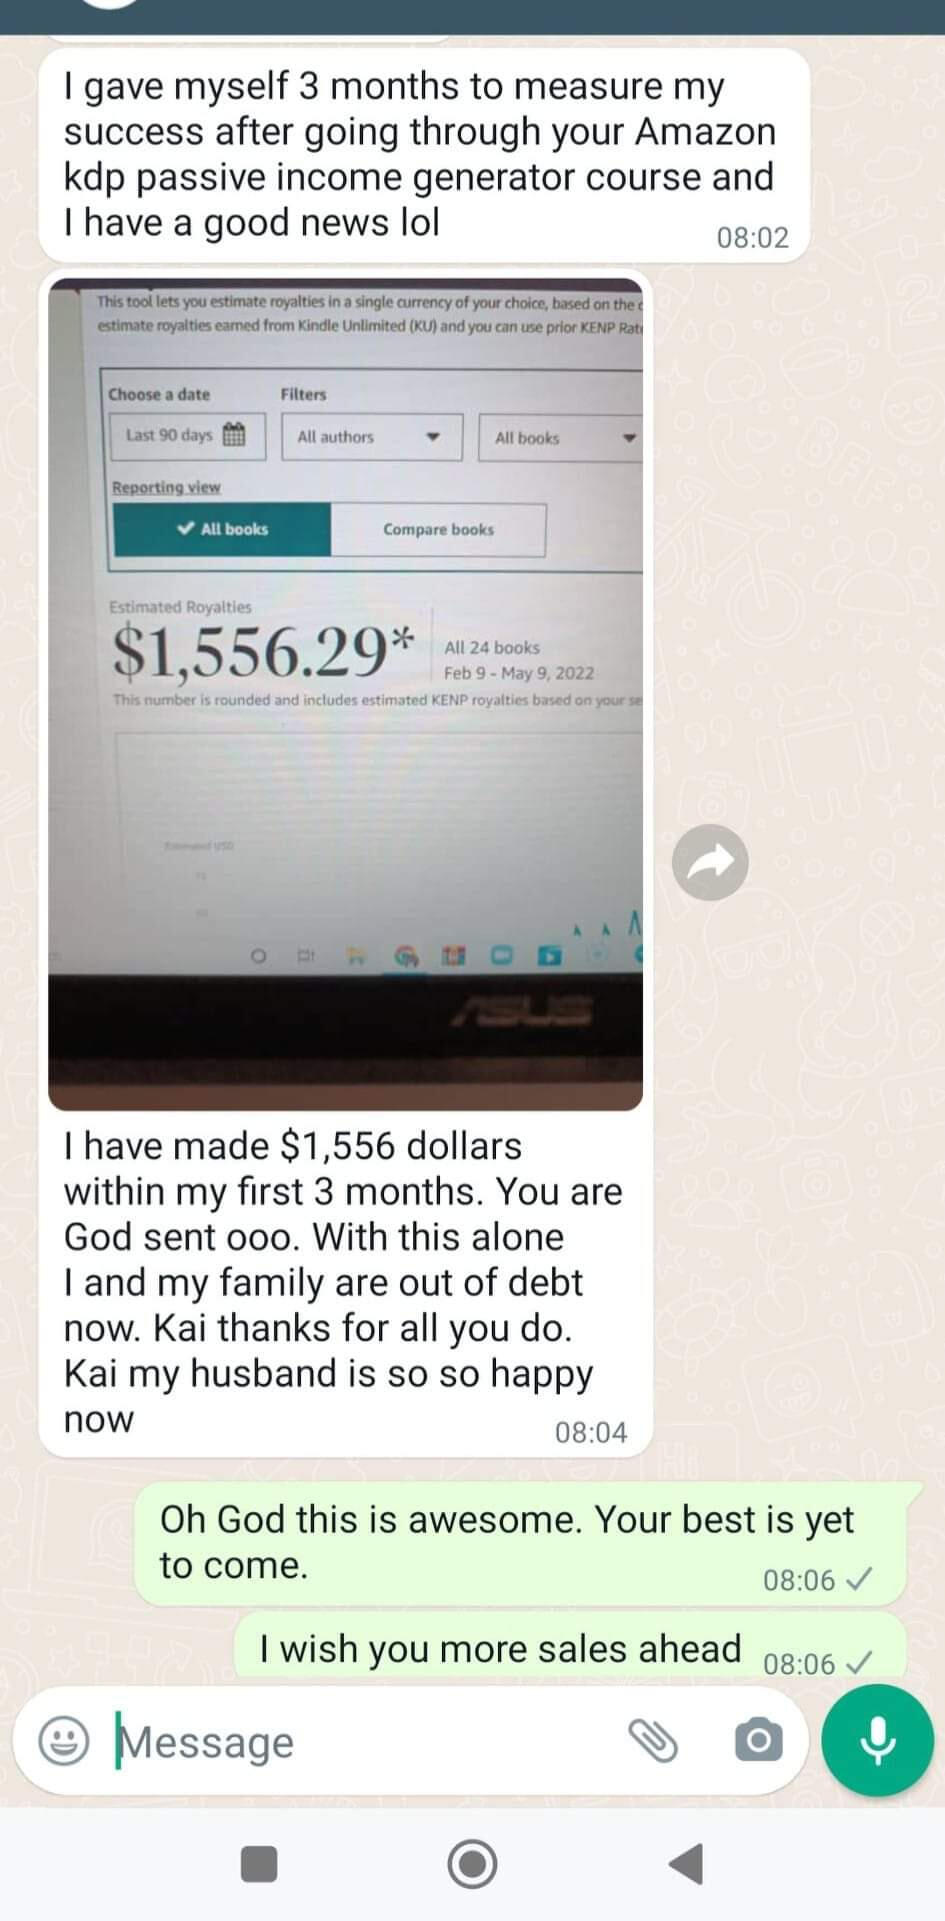 I gave myself 3 months to measure my
success after going through your Amazon
kdp passive income generator course and
I have a good news lol
08:02
This tool lets you estimate royalties in a single currency of your choice, based on the
estimate royalties earned from Kindle Unlimited (KU) and you can use prior KENP
Choose a date
Filters
Last 90 days
All authors
All books
Reporting view
All books
Compare books
Estimated Royalties
$1,556.29*
All 24 books
Feb 9 - May 9, 2022
This number is rounded and includes estimated KENP royalties based on your
Estimated USD
ASUS
I have made $1,556 dollars
within my first 3 months. You are
God sent ooo. With this alone
I and my family are out of debt
now. Kai thanks for all you do.
Kai my husband is so so happy
now
08:04
Oh God this is awesome. Your best is yet
to come.
08:06
I wish you more sales ahead
08:06
Message